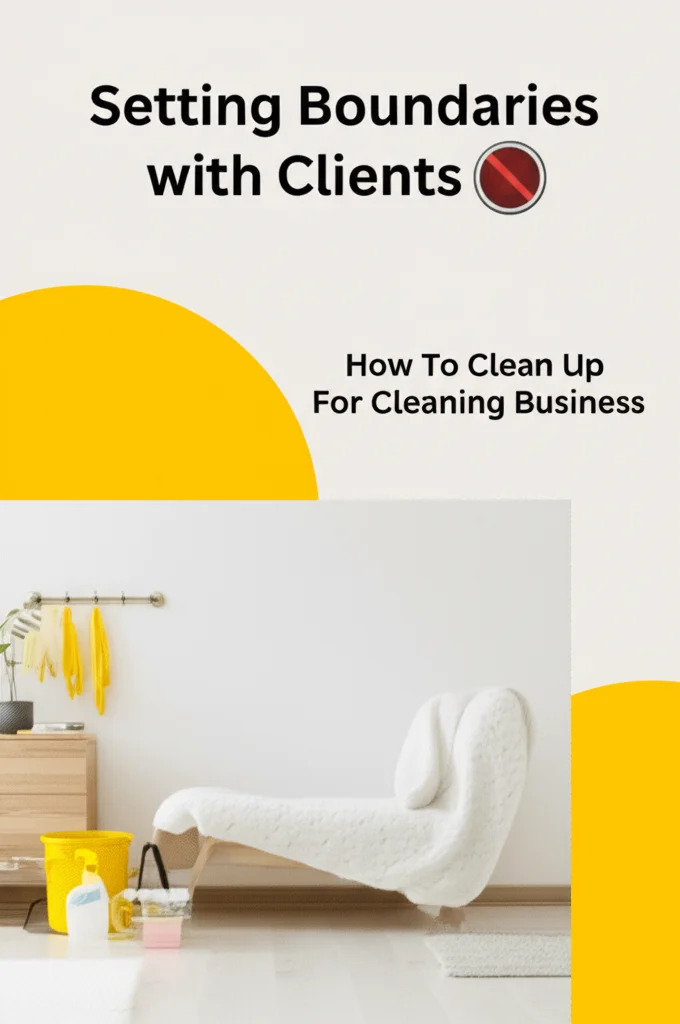 Setting Boundaries
with Clients
How To Clean Up
For Cleaning Business